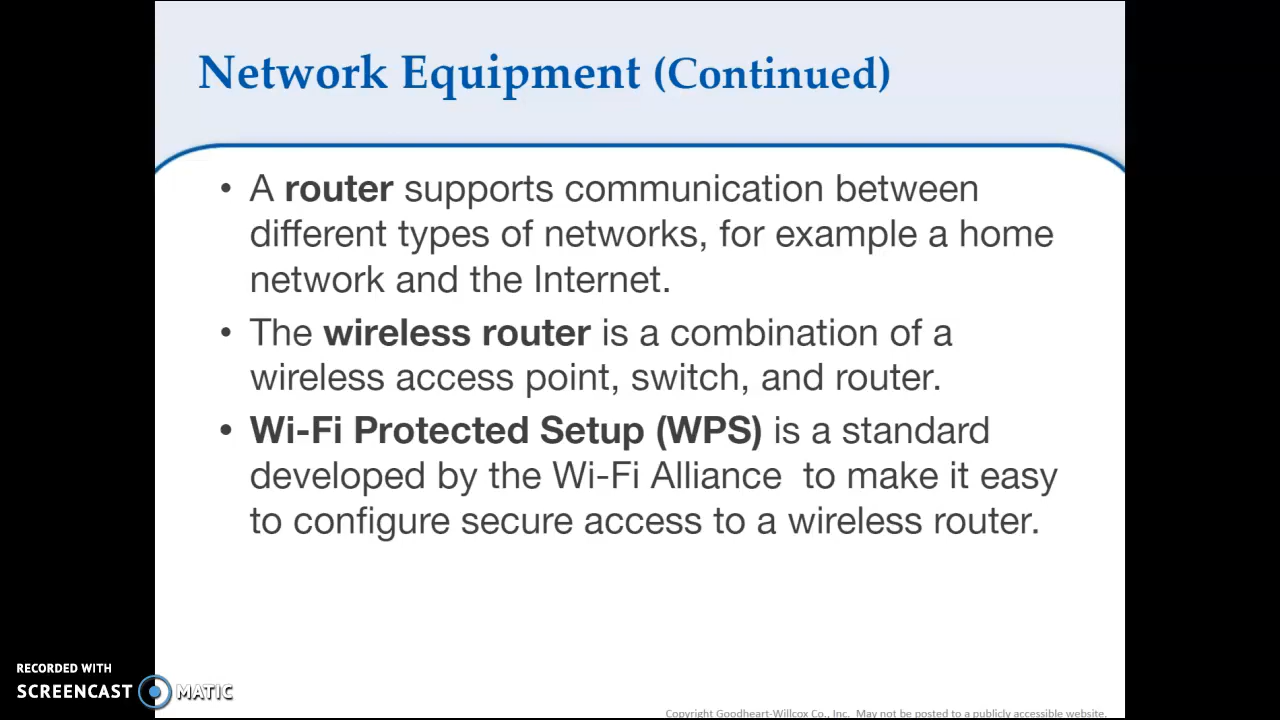 Network Equipment (Continued)
• A router supports communication between
different types of networks, for example a home
network and the Internet.
• The wireless router is a combination of a
wireless access point, switch, and router.
• Wi-Fi Protected Setup (WPS) is a standard
developed by the Wi-Fi Alliance  to make it easy
to configure secure access to a wireless router.
RECORDED WITH
SCREENCAST MATIC
Copyright Goodheart-Willcox Co., Inc.  May not be posted to a publicly accessible website.